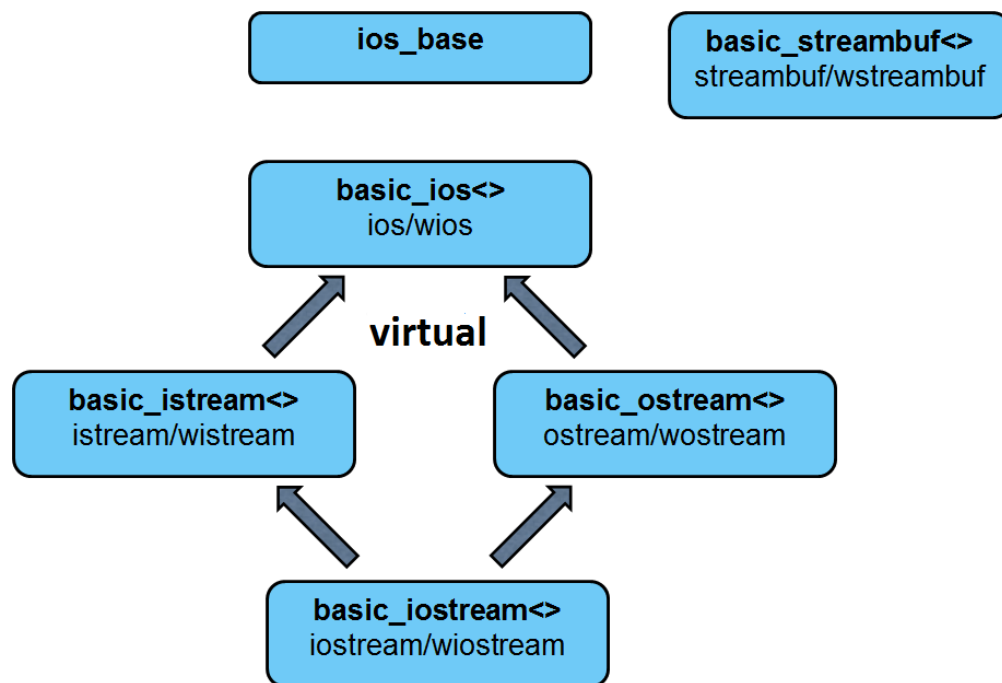 ios_base
basic_streambuf<>
streambuf/wstreambuf
basic_ios<>
ios/wios
virtual
basic_istream<>
istream/wistream
basic_ostream<>
ostream/wostream
basic_iostream<>
iostream/wiostream